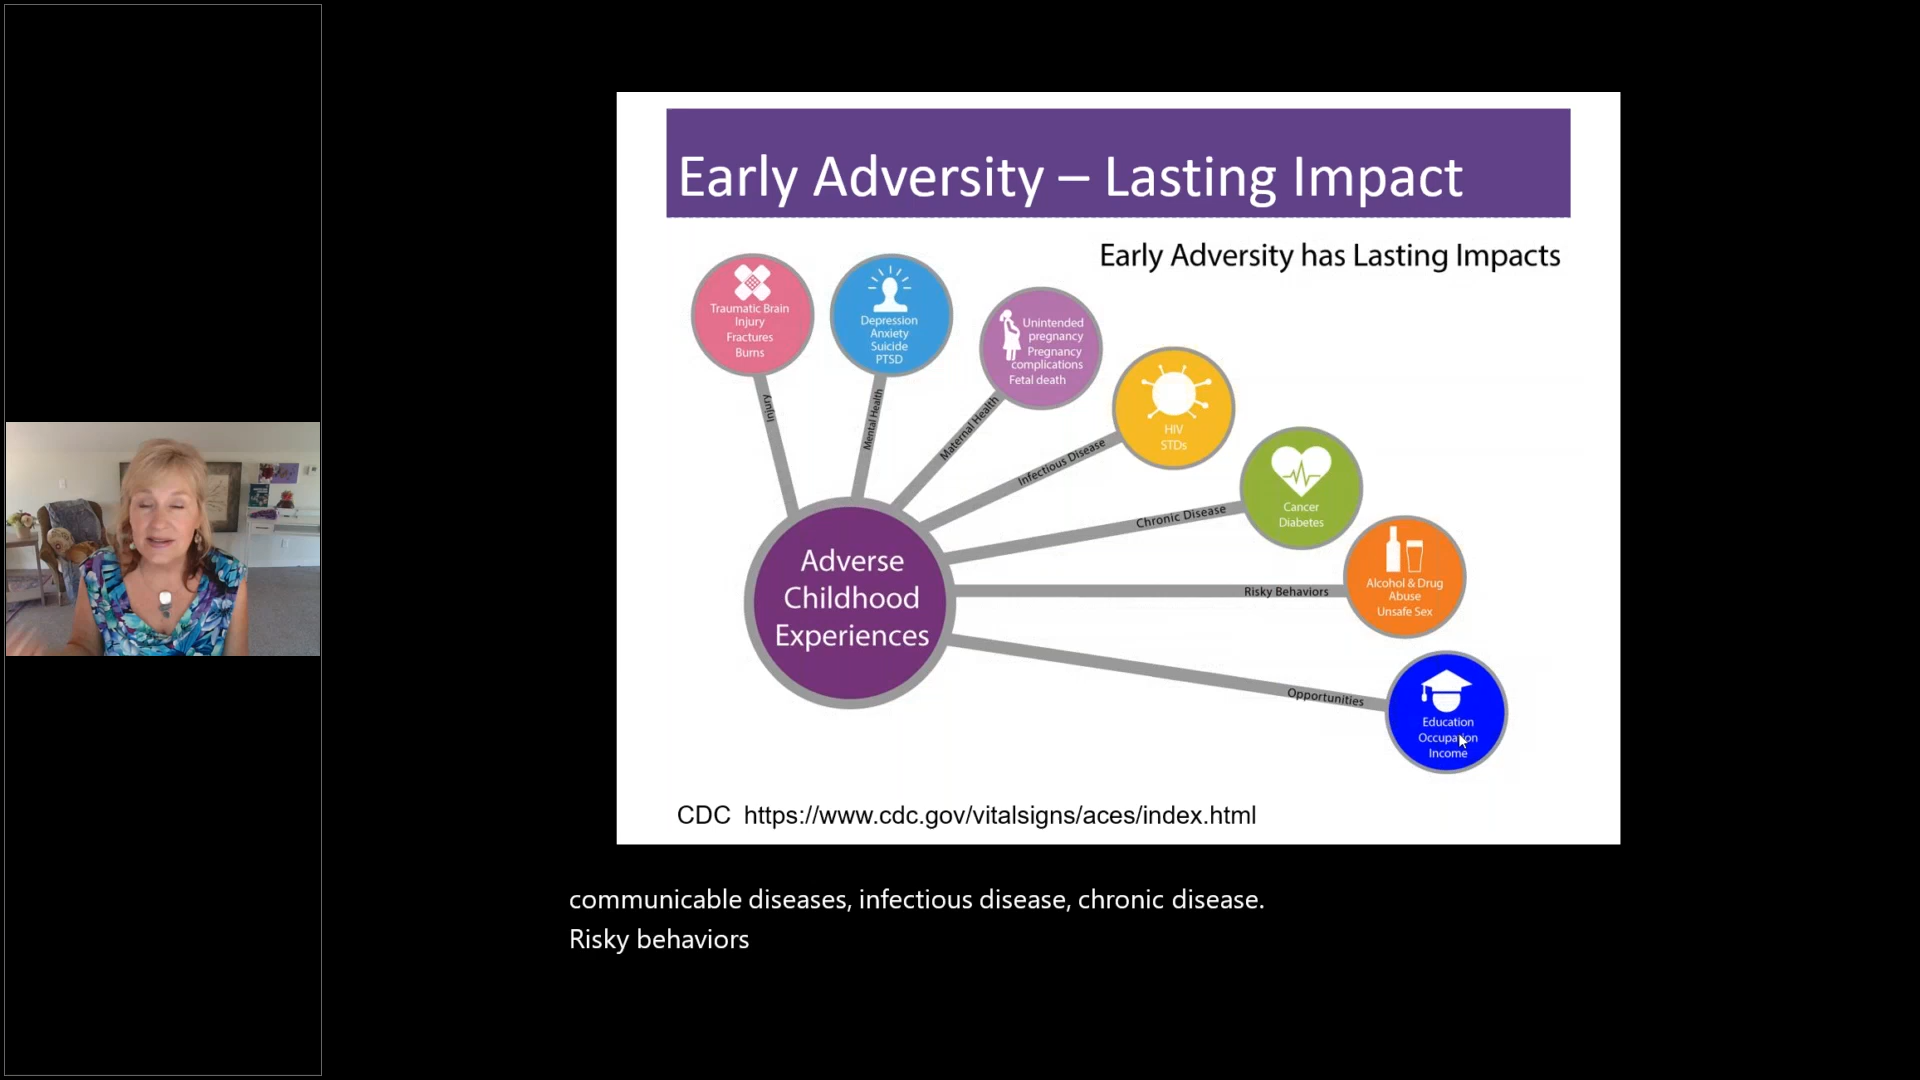 Early Adversity – Lasting Impact
Early Adversity has Lasting Impacts
Traumatic Brain
Injury
Fractures
Burns
Depression
Anxiety
Suicide
PTSD
Unintended
pregnancy
Pregnancy
complications
Fetal death
HIV
STDs
Cancer
Diabetes
Alcohol & Drug
Abuse
Unsafe Sex
Education
Occupation
Income
Injury
Mental Health
Maternal Health
Infectious Disease
Chronic Disease
Risky Behaviors
Opportunities
Adverse
Childhood
Experiences
CDC https://www.cdc.gov/vitalsigns/aces/index.html
communicable diseases, infectious disease, chronic disease.
Risky behaviors